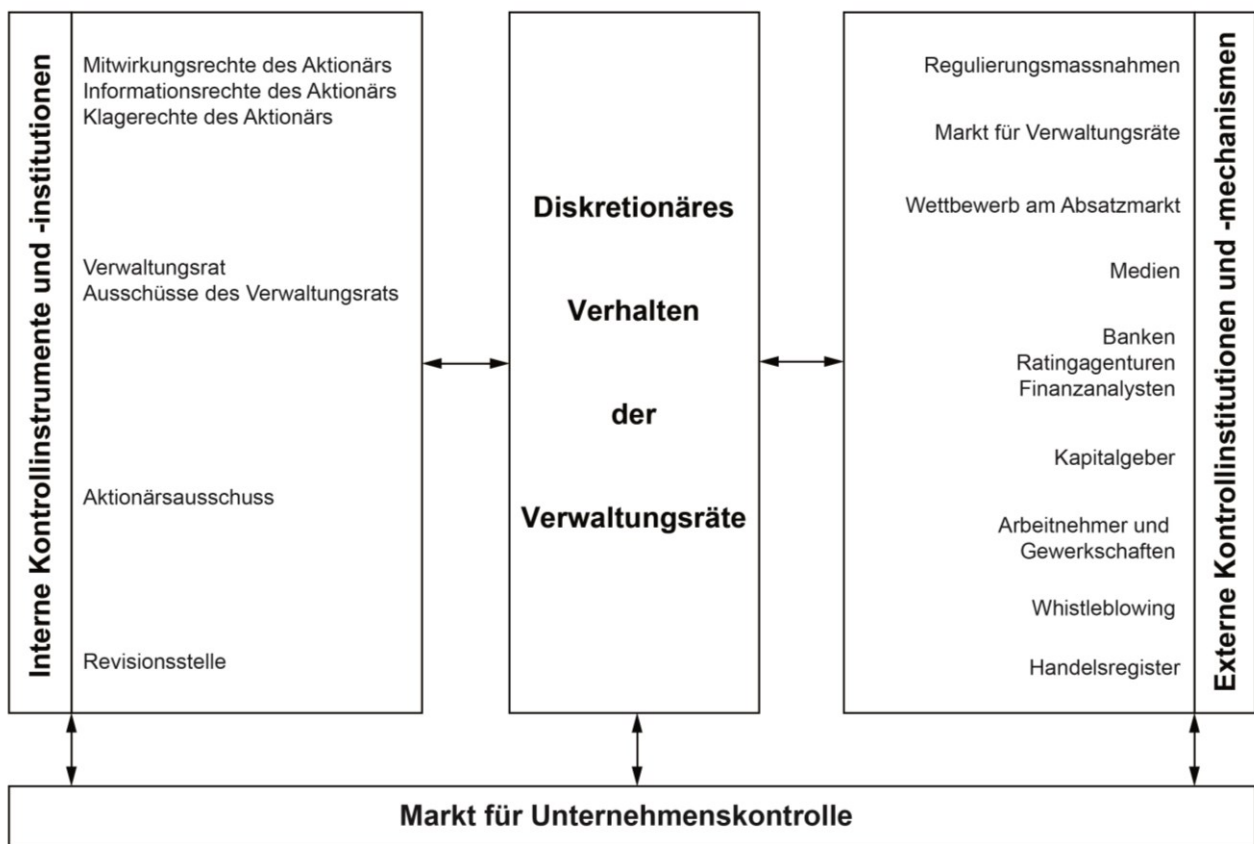 Interne Kontrollinstrumente und -institutionen
Mitwirkungsrechte des Aktionärs
Informationsrechte des Aktionärs
Klagerechte des Aktionärs
Verwaltungsrat
Ausschüsse des Verwaltungsrats
Aktionärsausschuss
Revisionsstelle
Diskretionäres
Verhalten
der
Verwaltungsräte
Regulierungsmassnahmen
Markt für Verwaltungsräte
Wettbewerb am Absatzmarkt
Medien
Banken
Ratingagenturen
Finanzanalysten
Kapitalgeber
Arbeitnehmer und
Gewerkschaften
Whistleblowing
Handelsregister
Externe Kontrollinstitutionen und -mechanismen
Markt für Unternehmenskontrolle